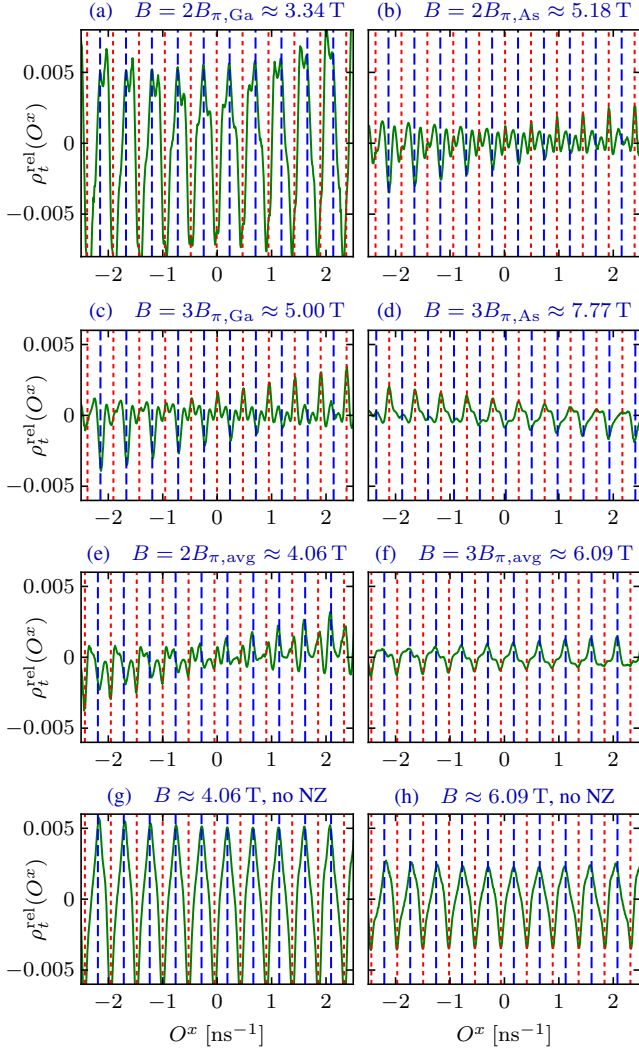 (a) B = 2B_{π,Ga} ≈ 3.34 T
(b) B = 2B_{π,As} ≈ 5.18 T
0.005
0
−0.005
ρ_t^{rel}(O^x)
−2 −1 0 1 2
−2 −1 0 1 2
(c) B = 3B_{π,Ga} ≈ 5.00 T
(d) B = 3B_{π,As} ≈ 7.77 T
0.005
0
−0.005
ρ_t^{rel}(O^x)
−2 −1 0 1 2
−2 −1 0 1 2
(e) B = 2B_{π,avg} ≈ 4.06 T
(f) B = 3B_{π,avg} ≈ 6.09 T
0.005
0
−0.005
ρ_t^{rel}(O^x)
−2 −1 0 1 2
−2 −1 0 1 2
(g) B ≈ 4.06 T, no NZ
(h) B ≈ 6.09 T, no NZ
0.005
0
−0.005
ρ_t^{rel}(O^x)
−2 −1 0 1 2
−2 −1 0 1 2
O^x [ns^{−1}]
O^x [ns^{−1}]